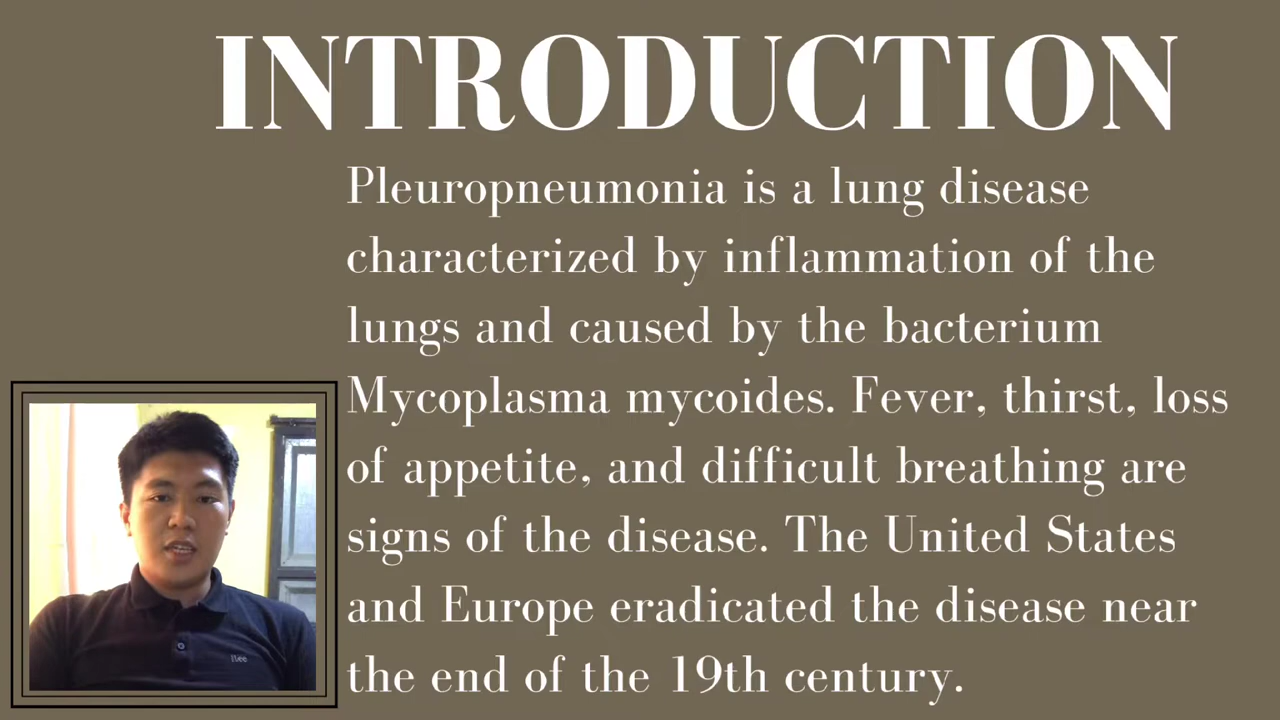 INTRODUCTION
Pleuropneumonia is a lung disease
characterized by inflammation of the
lungs and caused by the bacterium
Mycoplasma mycoides. Fever, thirst, loss
of appetite, and difficult breathing are
signs of the disease. The United States
and Europe eradicated the disease near
the end of the 19th century.